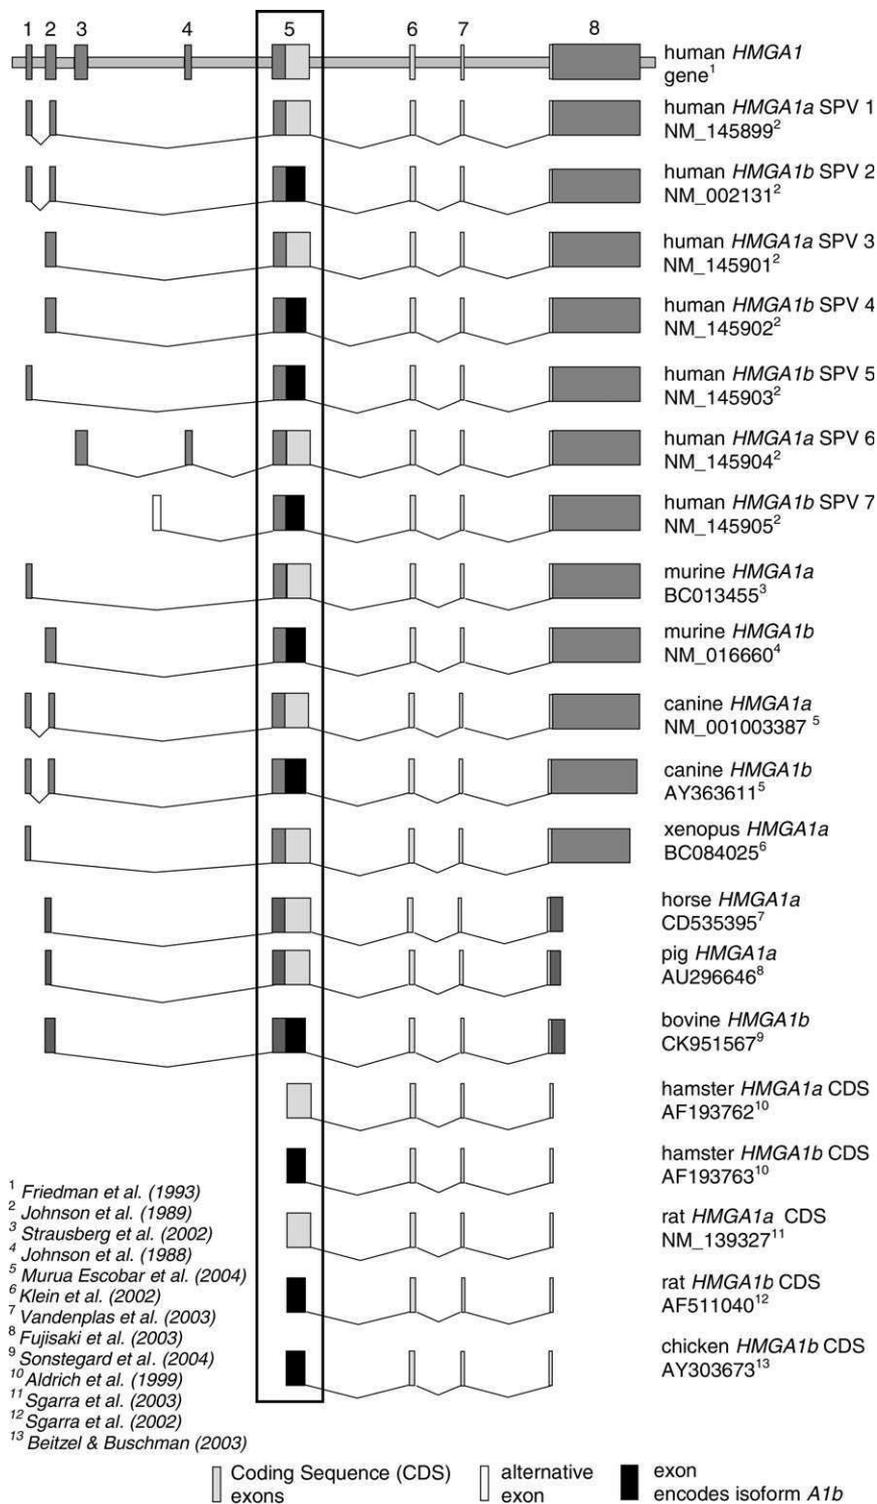 1 2 3 4 5 6 7 8
human HMGA1
gene1
human HMGA1a SPV 1
NM_1458992
human HMGA1b SPV 2
NM_0021312
human HMGA1a SPV 3
NM_1459012
human HMGA1b SPV 4
NM_1459022
human HMGA1b SPV 5
NM_1459032
human HMGA1a SPV 6
NM_1459042
human HMGA1b SPV 7
NM_1459052
murine HMGA1a
BC0134553
murine HMGA1b
NM_0166604
canine HMGA1a
NM_001003387 5
canine HMGA1b
AY3636115
xenopus HMGA1a
BC0840256
horse HMGA1a
CD5353957
pig HMGA1a
AU2966468
bovine HMGA1b
CK9515679
hamster HMGA1a CDS
AF19376210
hamster HMGA1b CDS
AF19376310
rat HMGA1a CDS
NM_13932711
rat HMGA1b CDS
AF51104012
chicken HMGA1b CDS
AY30367313
1 Friedman et al. (1993)
2 Johnson et al. (1989)
3 Strausberg et al. (2002)
4 Johnson et al. (1988)
5 Murua Escobar et al. (2004)
6 Klein et al. (2002)
7 Vandenplas et al. (2003)
8 Fujisaki et al. (2003)
9 Sonstegard et al. (2004)
10 Aldrich et al. (1999)
11 Sgarra et al. (2003)
12 Sgarra et al. (2002)
13 Beitzel & Buschman (2003)
Coding Sequence (CDS)
exons
alternative
exon
exon
encodes isoform A1b